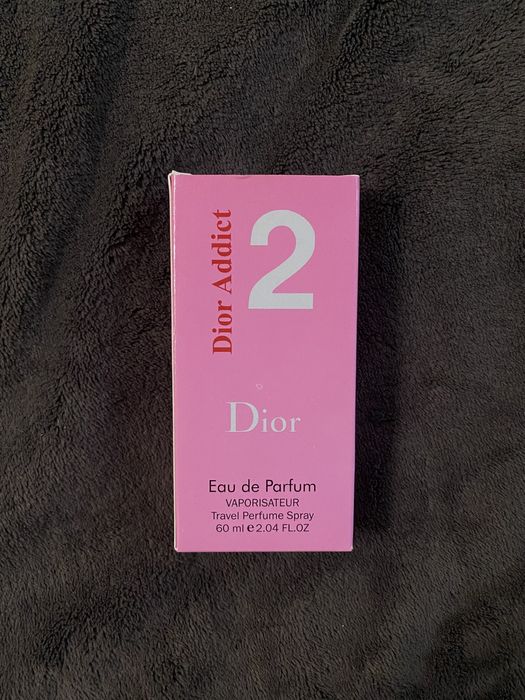 Dior Addict
2
Dior
Eau de Parfum
VAPORISATEUR
Travel Perfume Spray
60 ml e 2.04 FL.OZ